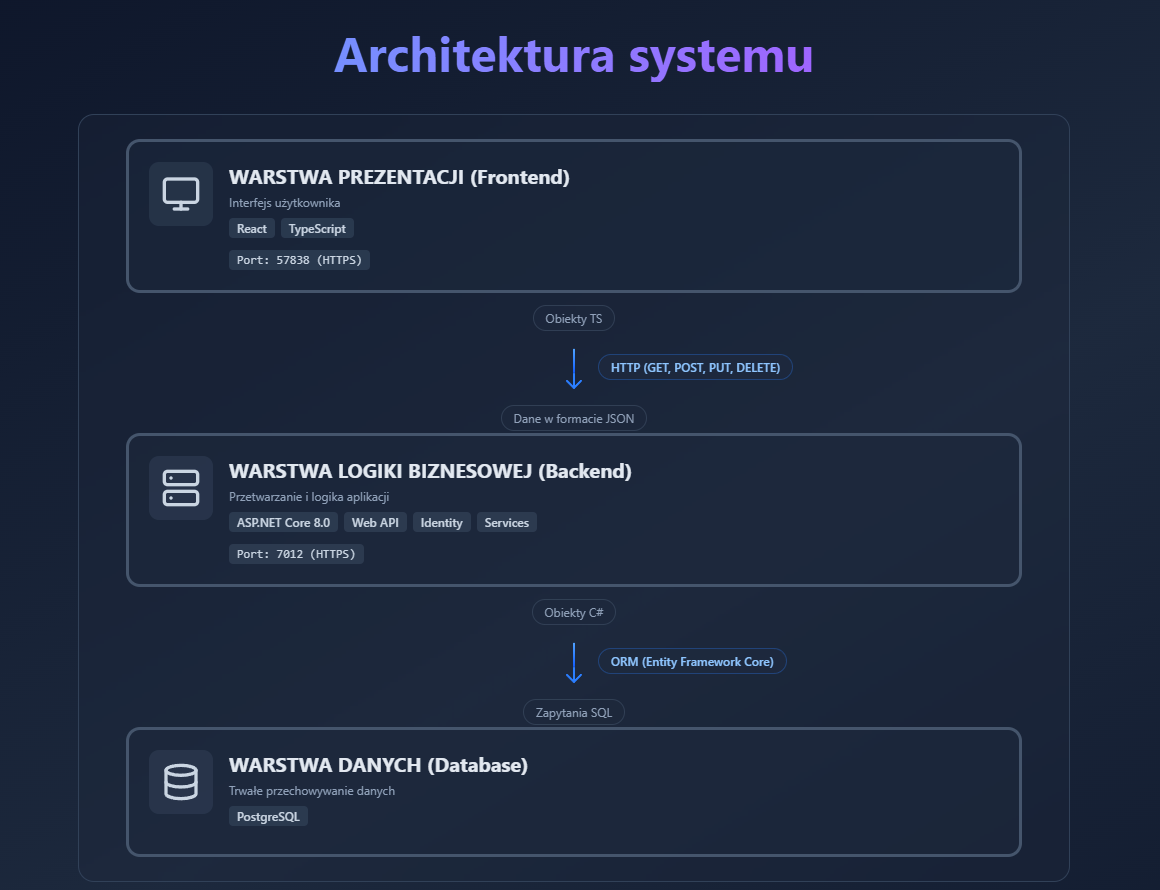 Architektura systemu
WARSTWA PREZENTACJI (Frontend)
Interfejs użytkownika
React TypeScript
Port: 57838 (HTTPS)
Obiekty TS
HTTP (GET, POST, PUT, DELETE)
Dane w formacie JSON
WARSTWA LOGIKI BIZNESOWEJ (Backend)
Przetwarzanie i logika aplikacji
ASP.NET Core 8.0 Web API Identity Services
Port: 7012 (HTTPS)
Obiekty C#
ORM (Entity Framework Core)
Zapytania SQL
WARSTWA DANYCH (Database)
Trwałe przechowywanie danych
PostgreSQL